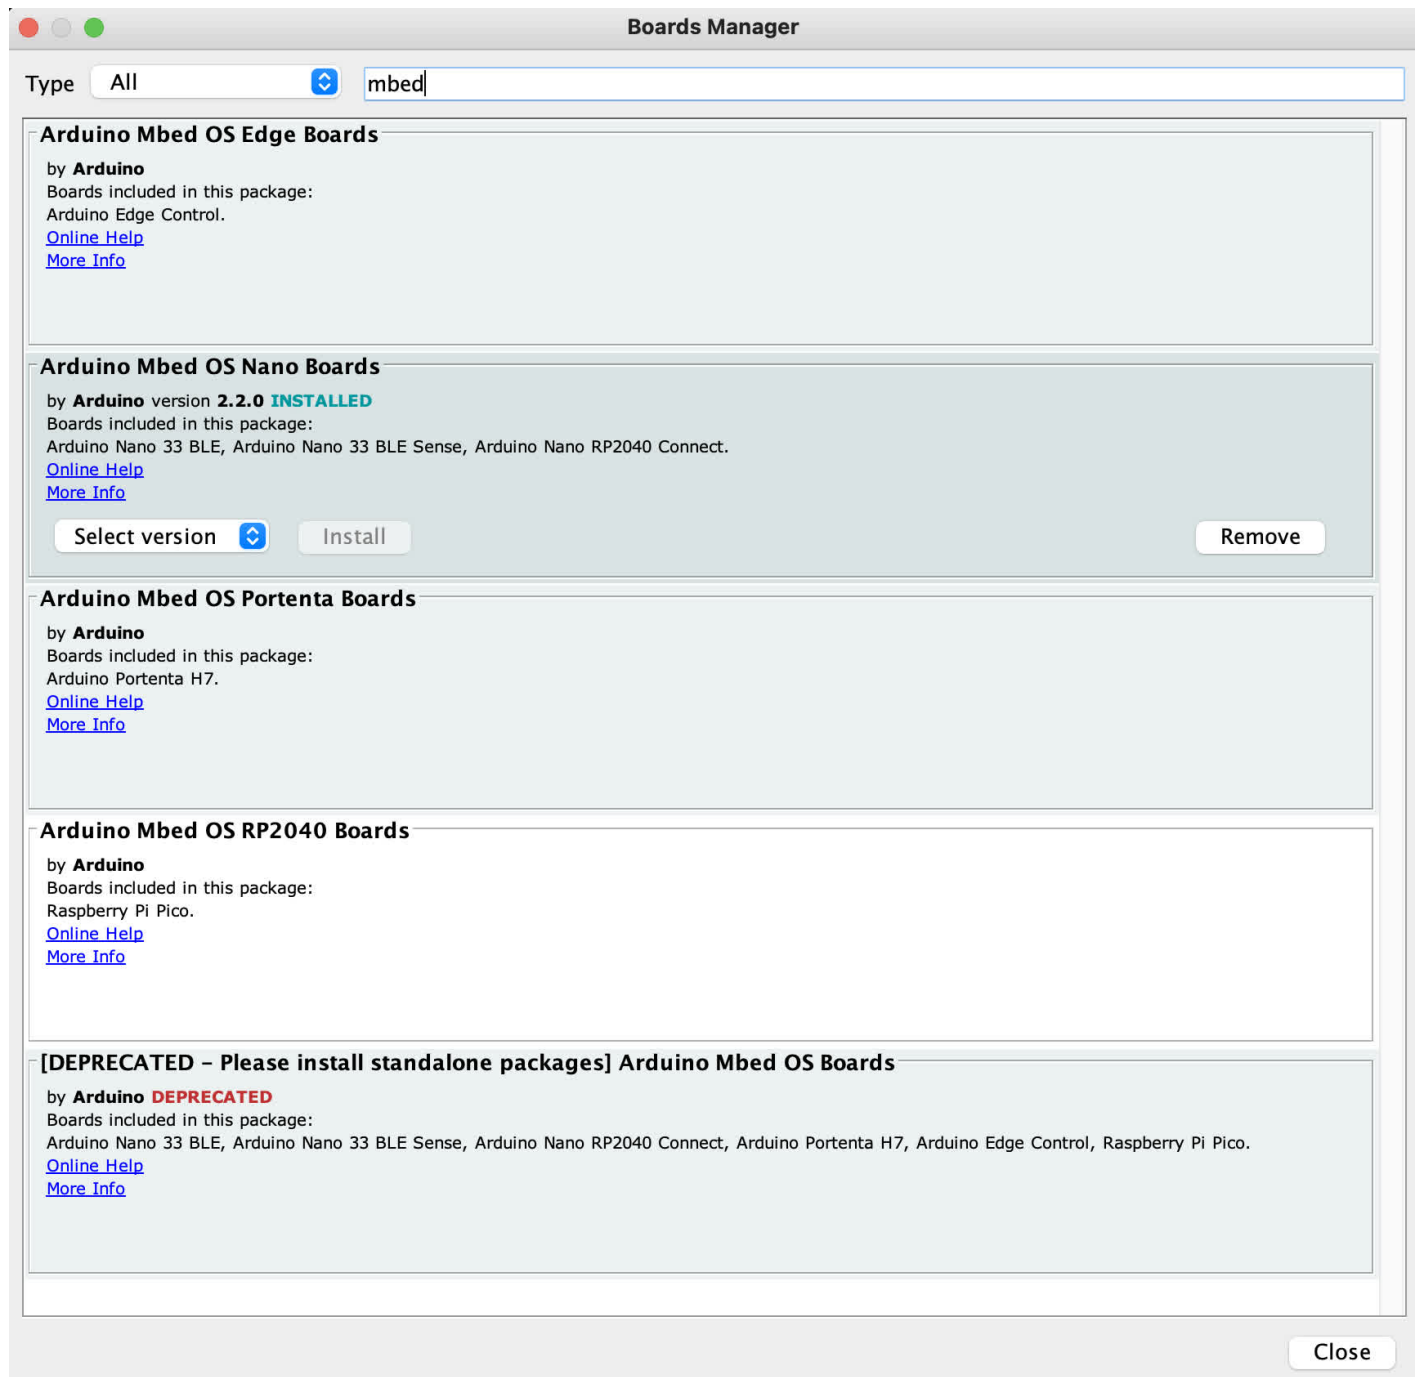 Boards Manager
Type All mbed
Arduino Mbed OS Edge Boards
by Arduino
Boards included in this package:
Arduino Edge Control.
Online Help
More Info
Arduino Mbed OS Nano Boards
by Arduino version 2.2.0 INSTALLED
Boards included in this package:
Arduino Nano 33 BLE, Arduino Nano 33 BLE Sense, Arduino Nano RP2040 Connect.
Online Help
More Info
Select version Install Remove
Arduino Mbed OS Portenta Boards
by Arduino
Boards included in this package:
Arduino Portenta H7.
Online Help
More Info
Arduino Mbed OS RP2040 Boards
by Arduino
Boards included in this package:
Raspberry Pi Pico.
Online Help
More Info
[DEPRECATED – Please install standalone packages] Arduino Mbed OS Boards
by Arduino DEPRECATED
Boards included in this package:
Arduino Nano 33 BLE, Arduino Nano 33 BLE Sense, Arduino Nano RP2040 Connect, Arduino Portenta H7, Arduino Edge Control, Raspberry Pi Pico.
Online Help
More Info
Close